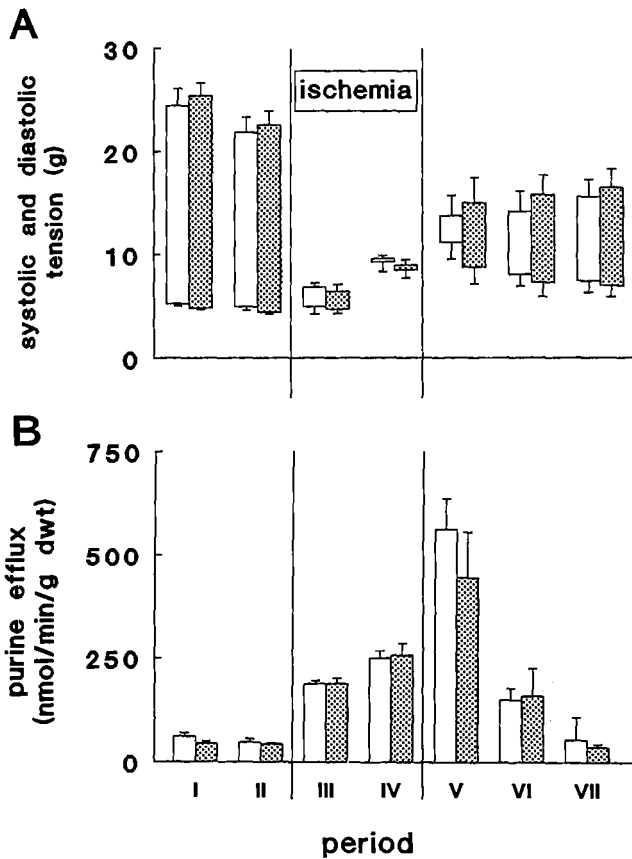 A
systolic and diastolic
tension (g)
30
20
10
0
ischemia
B
purine efflux
(nmol/min/g dwt)
750
500
250
0
I II III IV V VI VII
period